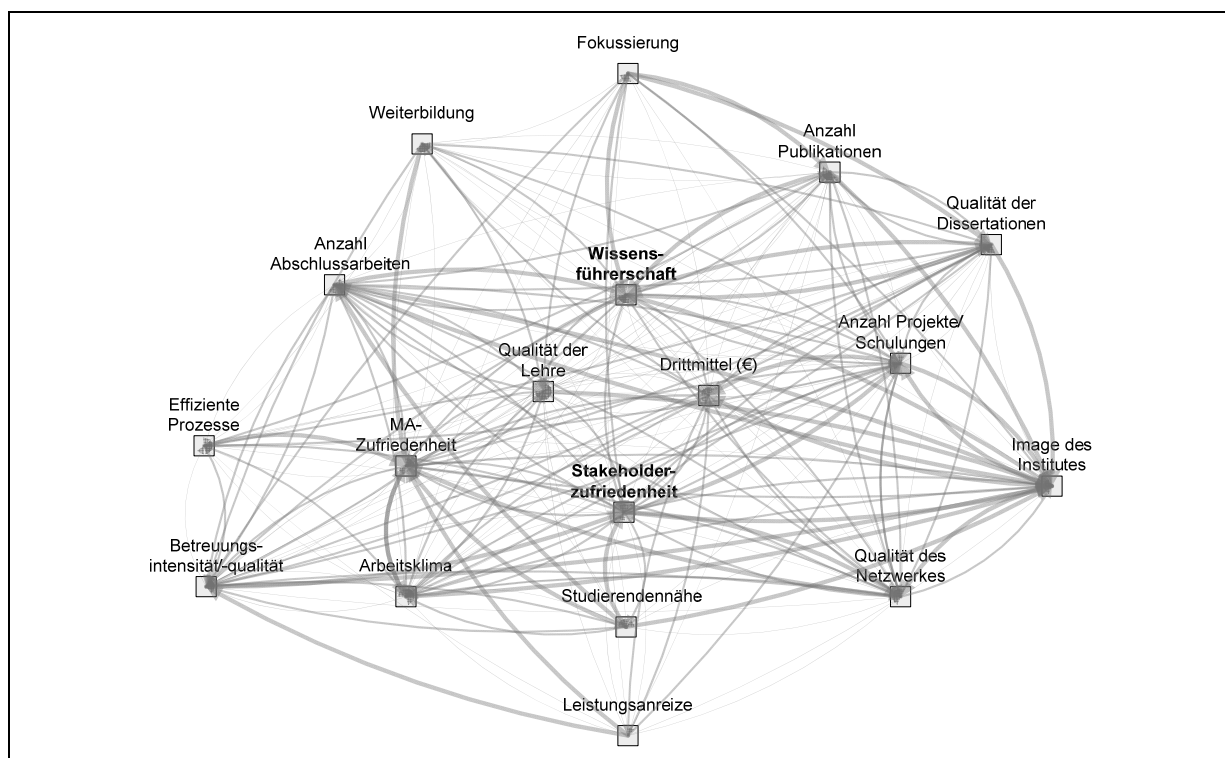 Fokussierung
Weiterbildung
Anzahl
Publikationen
Qualität der
Dissertationen
Anzahl
Abschlussarbeiten
Wissens-
führerschaft
Anzahl Projekte/
Schulungen
Qualität der
Lehre
Drittmittel (€)
Effiziente
Prozesse
MA-
Zufriedenheit
Image des
Institutes
Stakeholder-
zufriedenheit
Betreuungs-
intensität/-qualität
Arbeitsklima
Qualität des
Netzwerkes
Studierendennähe
Leistungsanreize